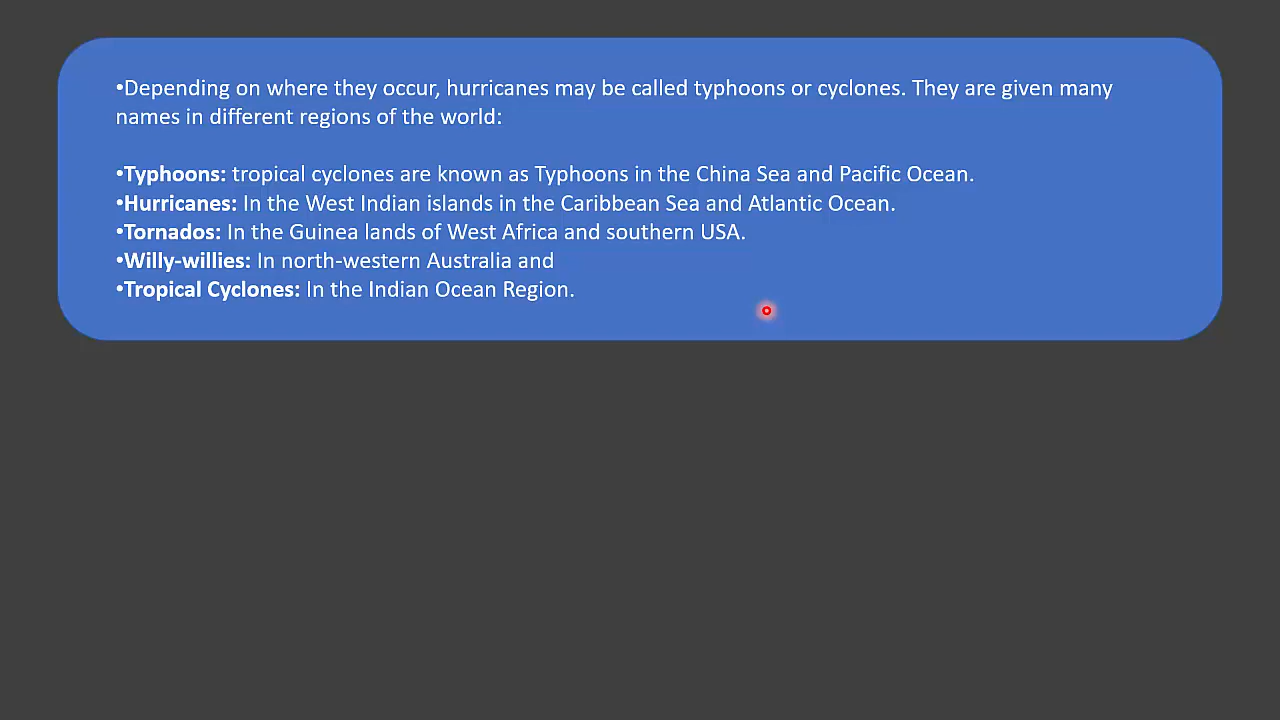 •Depending on where they occur, hurricanes may be called typhoons or cyclones. They are given many
names in different regions of the world:
•Typhoons: tropical cyclones are known as Typhoons in the China Sea and Pacific Ocean.
•Hurricanes: In the West Indian islands in the Caribbean Sea and Atlantic Ocean.
•Tornados: In the Guinea lands of West Africa and southern USA.
•Willy-willies: In north-western Australia and
•Tropical Cyclones: In the Indian Ocean Region.